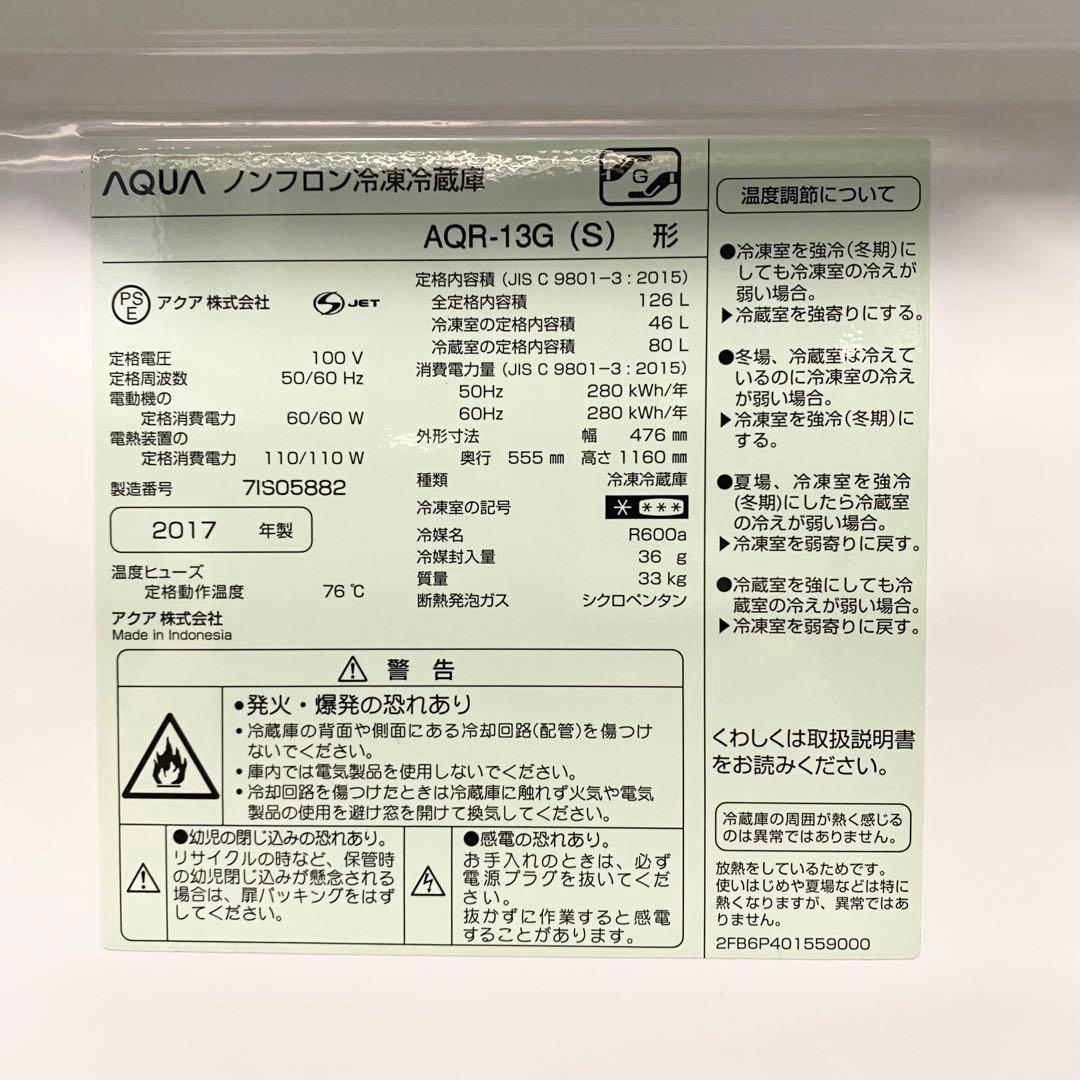 AQUA ノンフロン冷凍冷蔵庫
G
AQR-13G (S) 形
PS
E
アクア 株式会社
S JET
定格電圧 100 V
定格周波数 50/60 Hz
電動機の
定格消費電力 60/60 W
電熱装置の
定格消費電力 110/110 W
製造番号 7IS05882
2017 年製
温度ヒューズ
定格動作温度 76 ℃
アクア 株式会社
Made in Indonesia
定格内容積 (JIS C 9801-3 : 2015)
全定格内容積 126 L
冷凍室の定格内容積 46 L
冷蔵室の定格内容積 80 L
消費電力量 (JIS C 9801-3 : 2015)
50Hz 280 kWh/年
60Hz 280 kWh/年
外形寸法 幅 476 ㎜
奥行 555 ㎜ 高さ 1160 ㎜
種類 冷凍冷蔵庫
冷凍室の記号 * ***
冷媒名 R600a
冷媒封入量 36 g
質量 33 kg
断熱発泡ガス シクロペンタン
⚠ 警 告
●発火・爆発の恐れあり
・冷蔵庫の背面や側面にある冷却回路(配管)を傷つけ
ないでください。
・庫内では電気製品を使用しないでください。
・冷却回路を傷つけたときは冷蔵庫に触れず火気や電気
製品の使用を避け窓を開けて換気してください。
●幼児の閉じ込みの恐れあり。
リサイクルの時など、保管時
の幼児閉じ込みが懸念される
場合は、扉パッキングをはず
してください。
●感電の恐れあり。
お手入れのときは、必ず
電源プラグを抜いてくだ
さい。
抜かずに作業すると感電
することがあります。
温度調節について
●冷凍室を強冷(冬期)に
しても冷凍室の冷えが
弱い場合。
▶冷蔵室を強寄りにする。
●冬場、冷蔵室は冷えて
いるのに冷凍室の冷え
が弱い場合。
▶冷凍室を強冷(冬期)に
する。
●夏場、冷凍室を強冷
(冬期)にしたら冷蔵室
の冷えが弱い場合。
▶冷凍室を弱寄りに戻す。
●冷蔵室を強にしても冷
蔵室の冷えが弱い場合。
▶冷凍室を弱寄りに戻す。
くわしくは取扱説明書
をお読みください。
冷蔵庫の周囲が熱く感じる
のは異常ではありません。
放熱をしているためです。
使いはじめや夏場などは特に
熱くなりますが、異常ではあ
りません。
2FB6P401559000